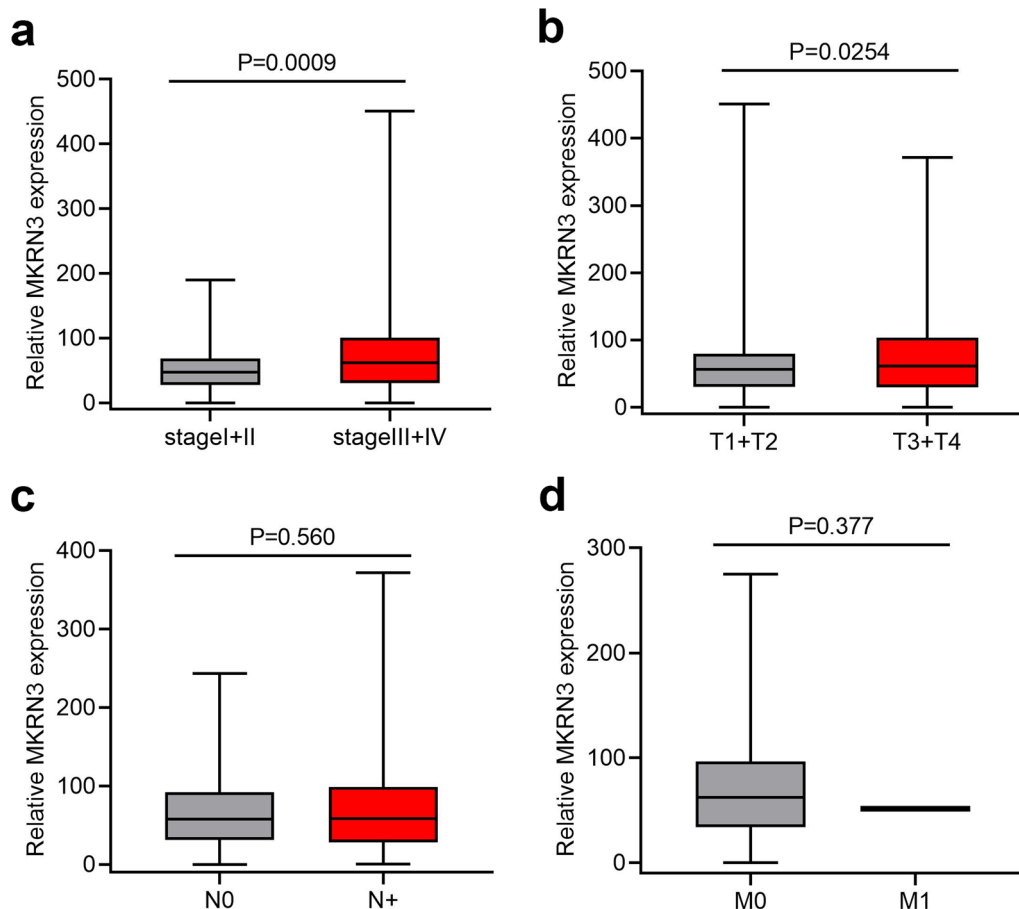 a
P=0.0009
Relative MKRN3 expression
500
400
300
200
100
0
stageI+II stageIII+IV
b
P=0.0254
Relative MKRN3 expression
500
400
300
200
100
0
T1+T2 T3+T4
c
P=0.560
Relative MKRN3 expression
400
300
200
100
0
N0 N+
d
P=0.377
Relative MKRN3 expression
300
200
100
0
M0 M1